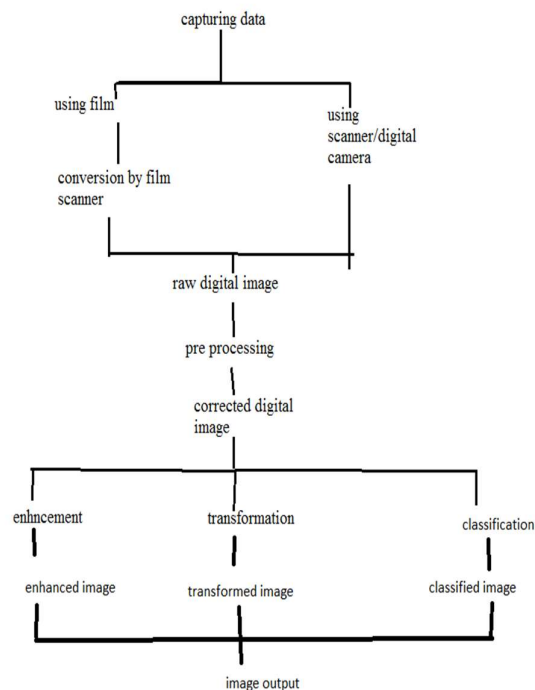 capturing data
using film
using
scanner/digital
camera
conversion by film
scanner
raw digital image
pre processing
corrected digital
image
enhncement
transformation
classification
enhanced image
transformed image
classified image
image output